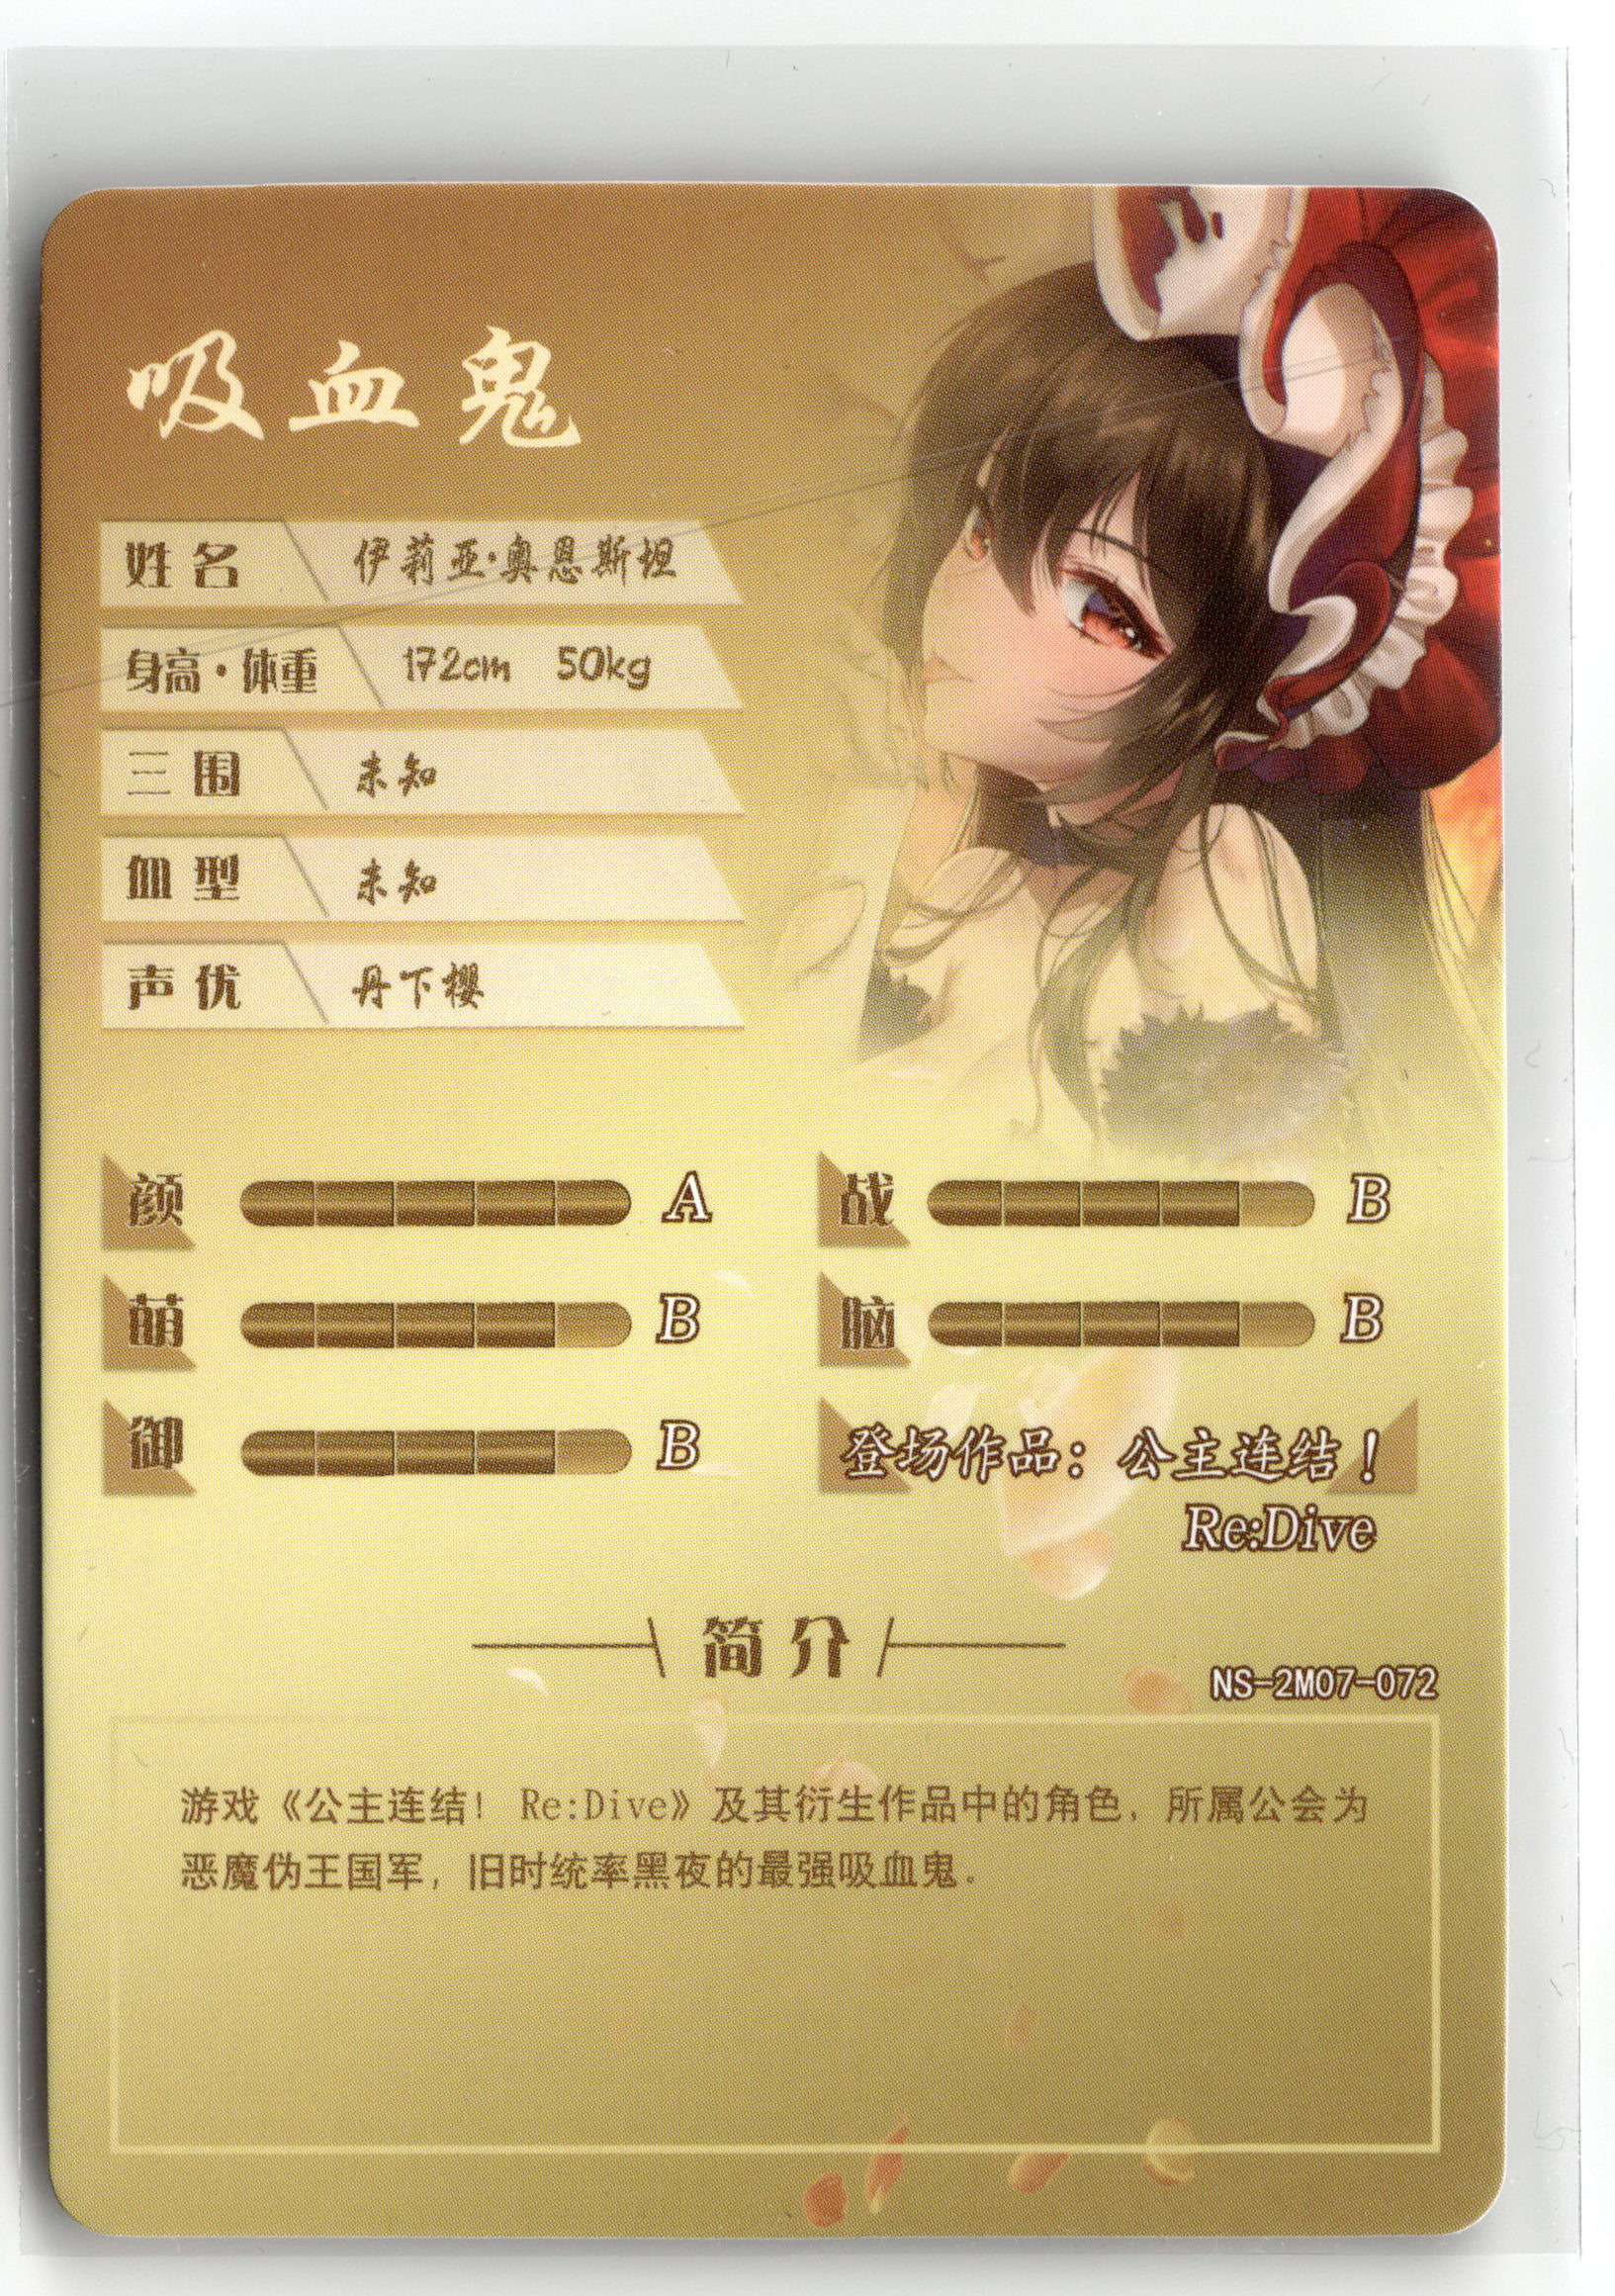 吸血鬼
姓名 伊莉亚·奥恩斯坦
身高·体重 172cm 50kg
三围 未知
血型 未知
声优 丹下樱
颜 A
战 B
萌 B
脑 B
御 B
登场作品：公主连结！
Re:Dive
简介
NS-2M07-072
游戏《公主连结！ Re:Dive》及其衍生作品中的角色，所属公会为
恶魔伪王国军，旧时统率黑夜的最强吸血鬼。